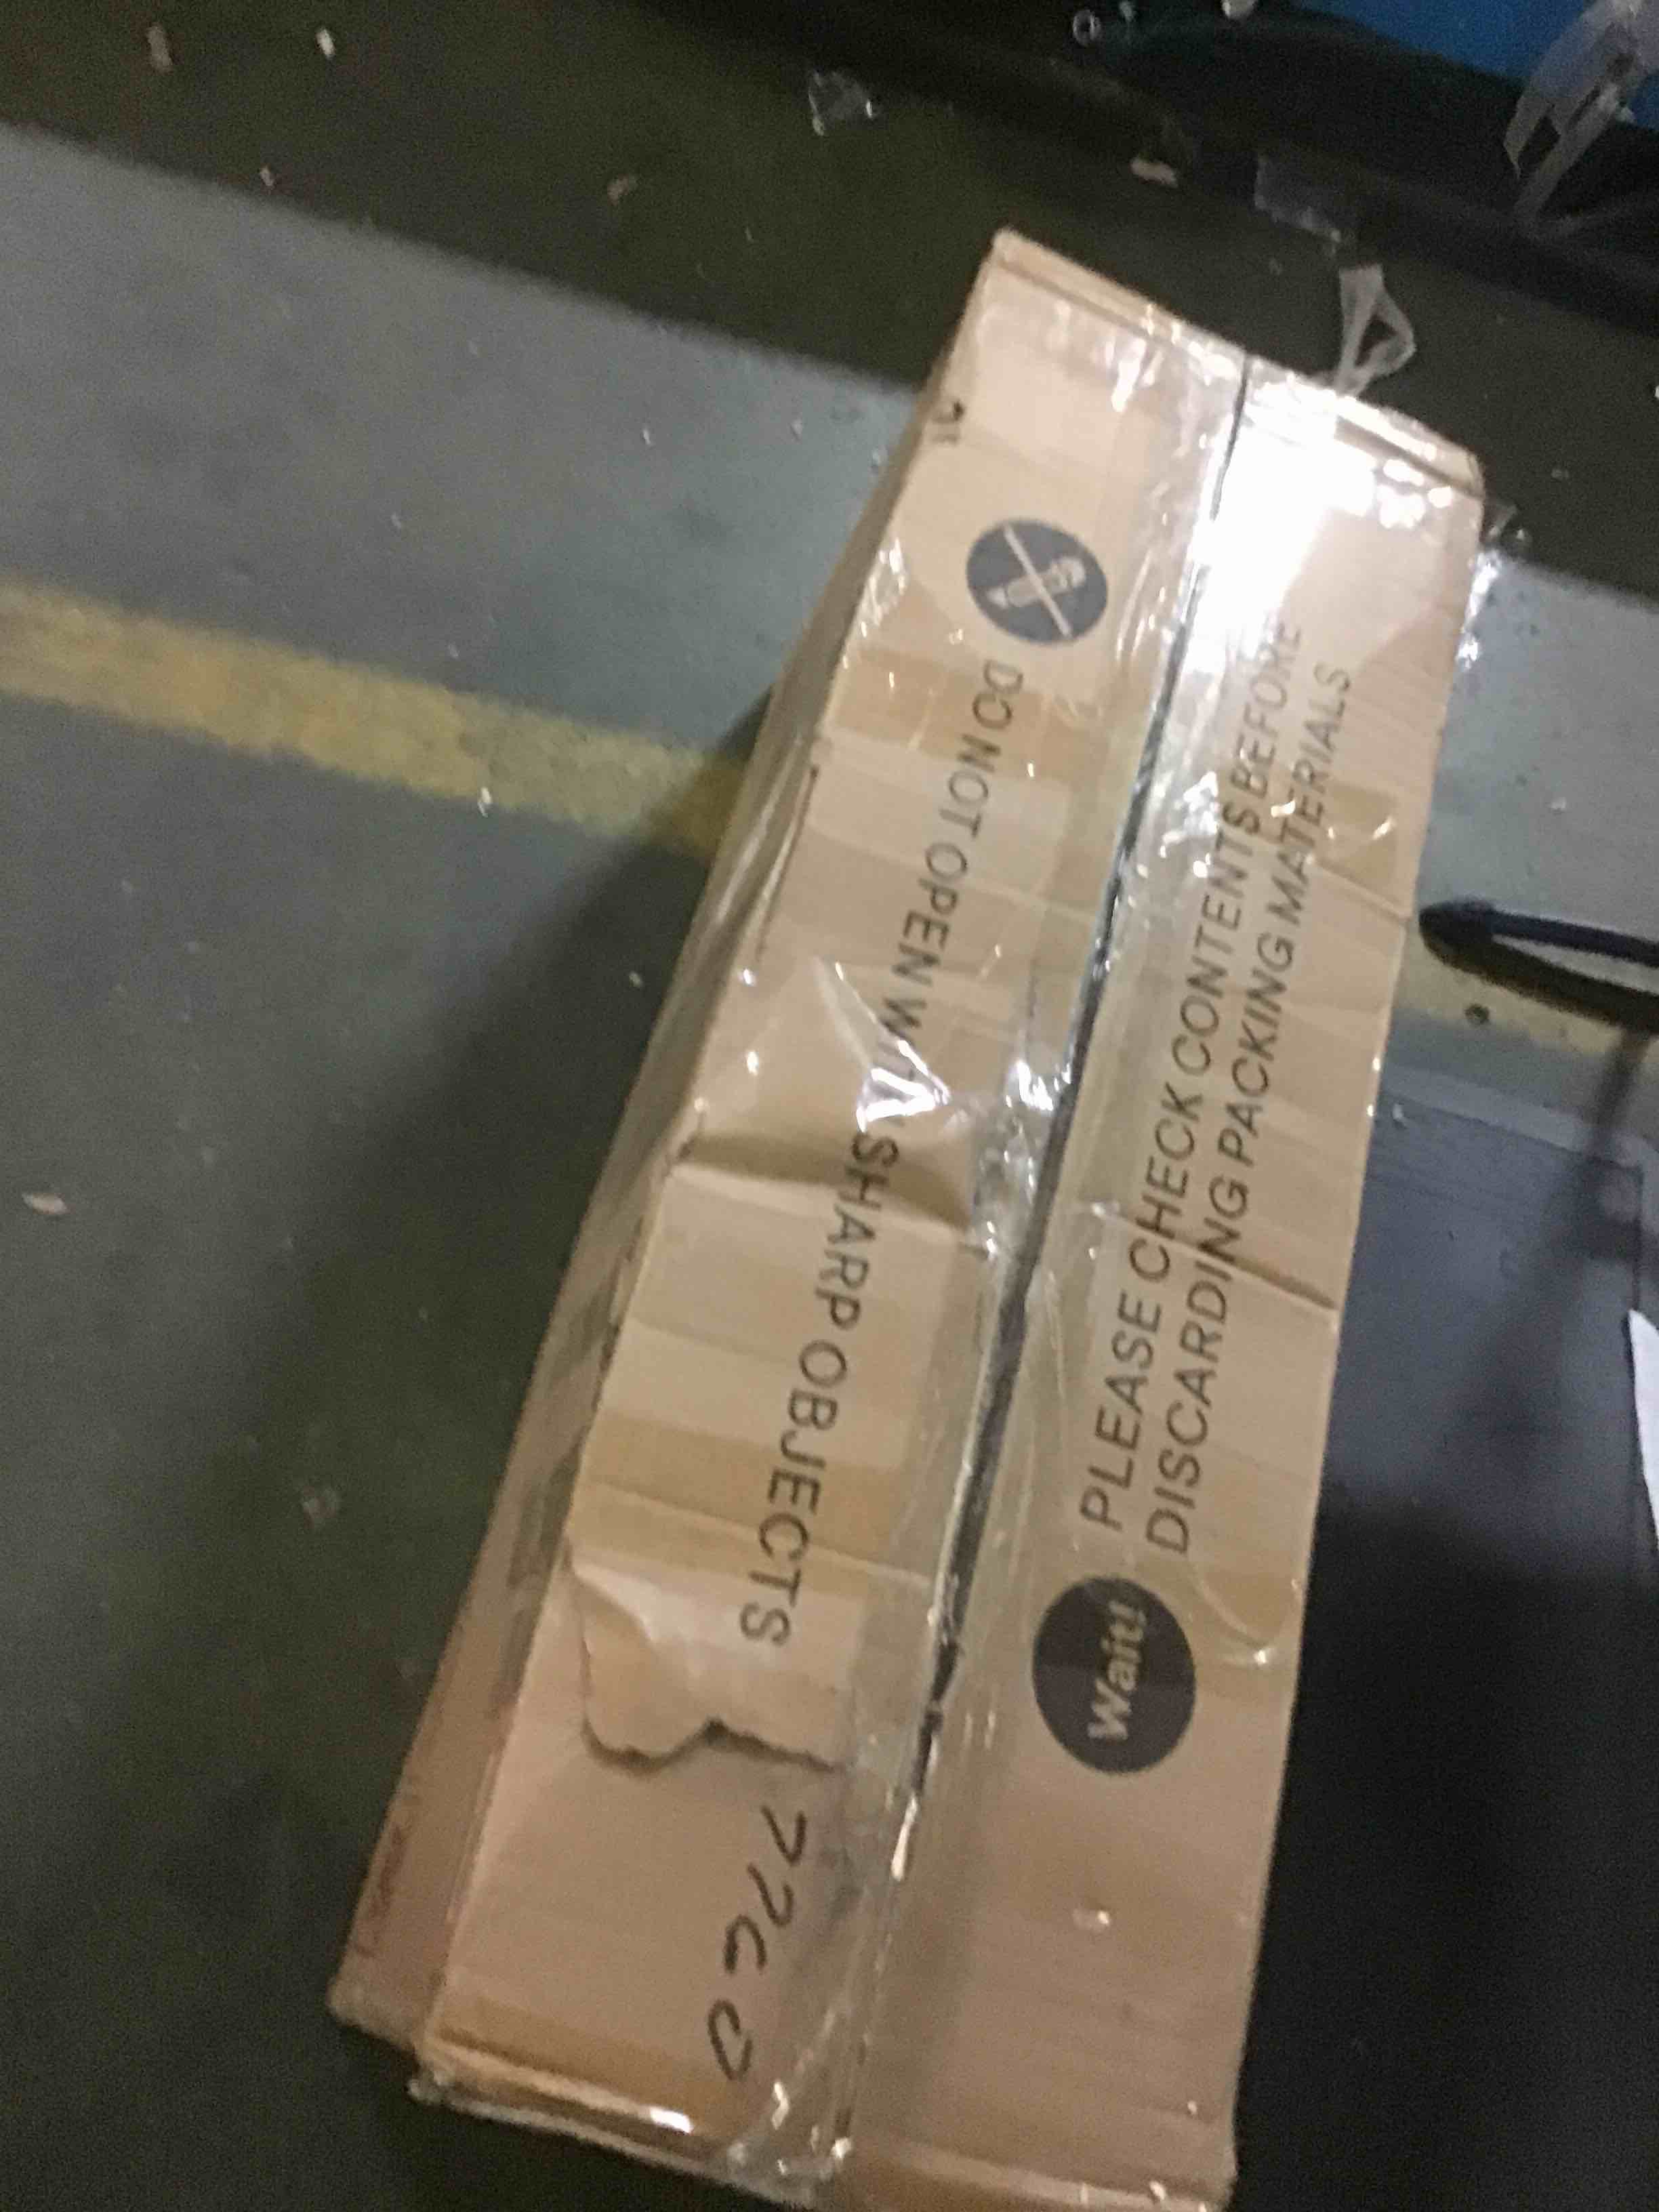 DO NOT OPEN WITH SHARP OBJECTS
Wait!
PLEASE CHECK CONTENTS BEFORE
DISCARDING PACKING MATERIALS